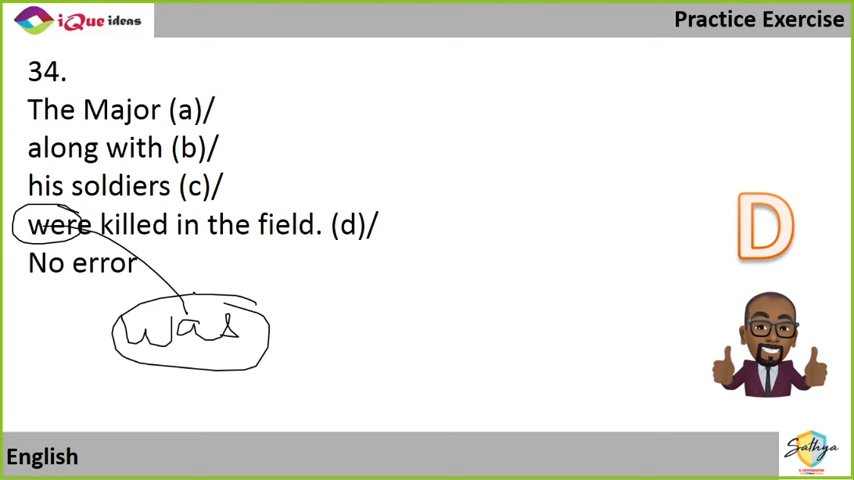 iQue ideas
Practice Exercise
34.
The Major (a)/
along with (b)/
his soldiers (c)/
were killed in the field. (d)/
No error
was
D
English
Sathya